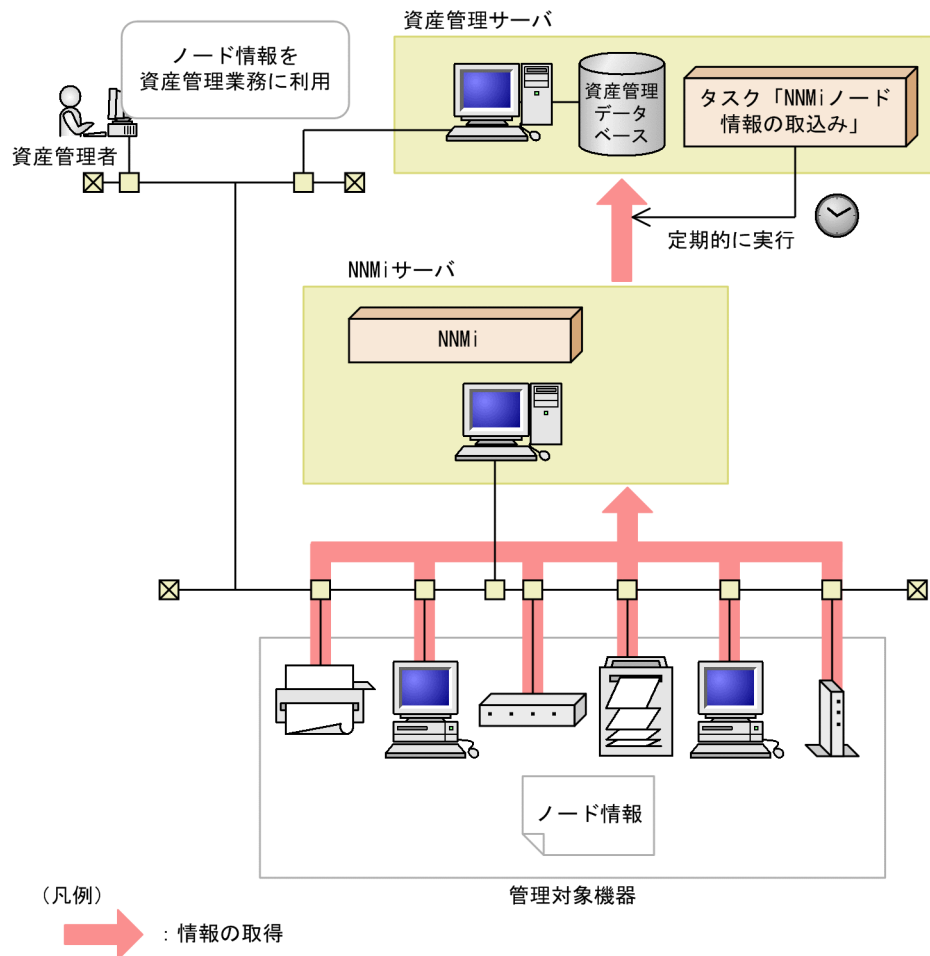 資産管理サーバ
ノード情報を
資産管理業務に利用
資産管理
データ
ベース
タスク「NNMiノード
情報の取込み」
資産管理者
定期的に実行
NNMiサーバ
NNMi
ノード情報
管理対象機器
(凡例)
:情報の取得